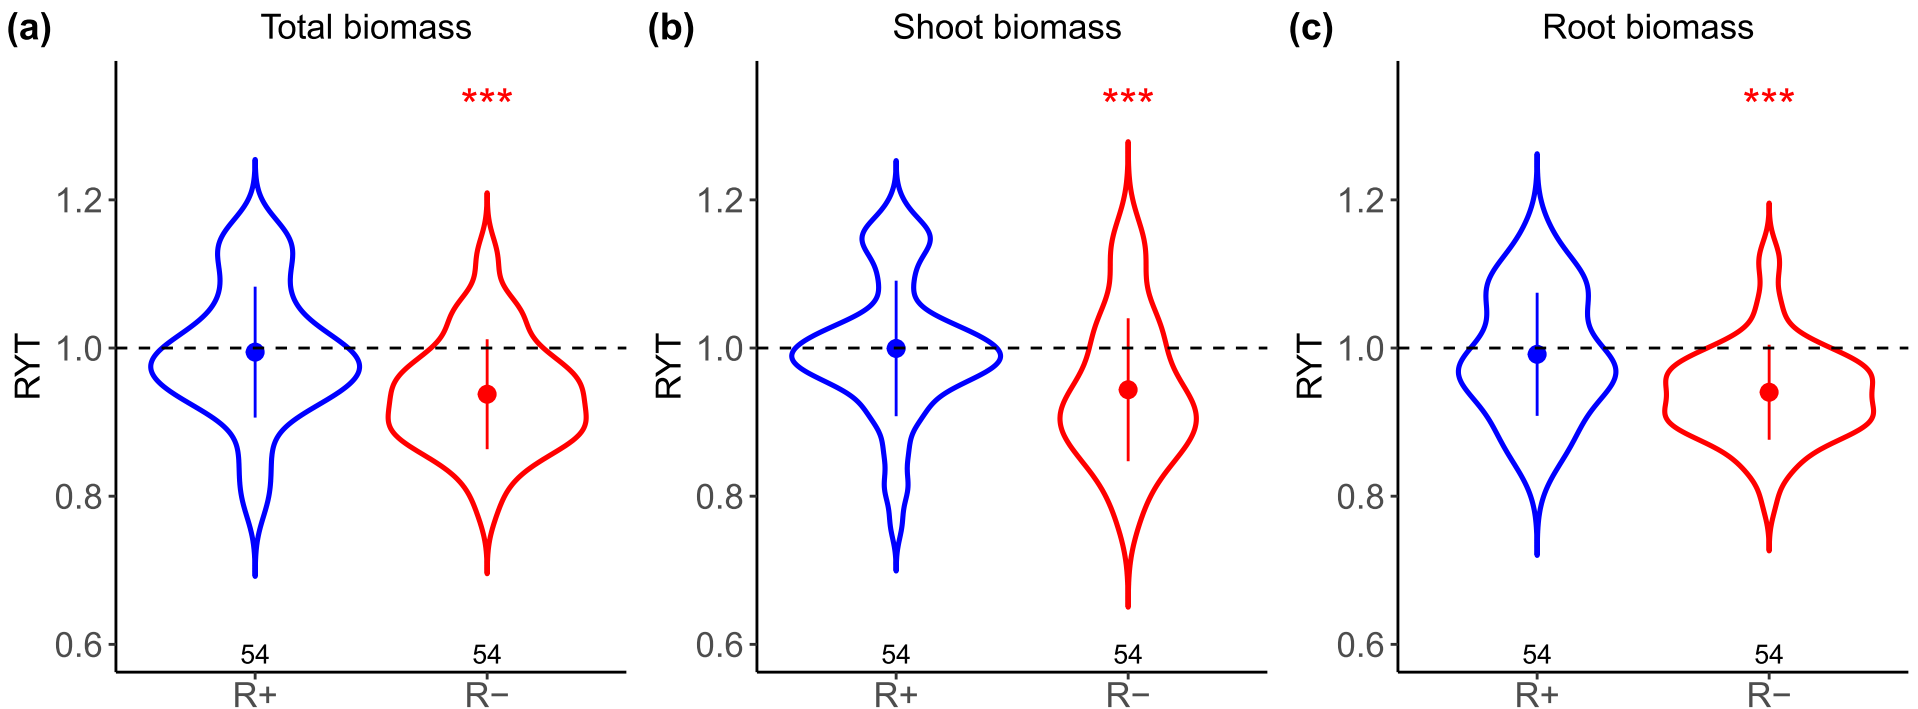 (a) Total biomass
***
1.2
1.0
0.8
0.6
RYT
54 54
R+ R−
(b) Shoot biomass
***
1.2
1.0
0.8
0.6
RYT
54 54
R+ R−
(c) Root biomass
***
1.2
1.0
0.8
0.6
RYT
54 54
R+ R−